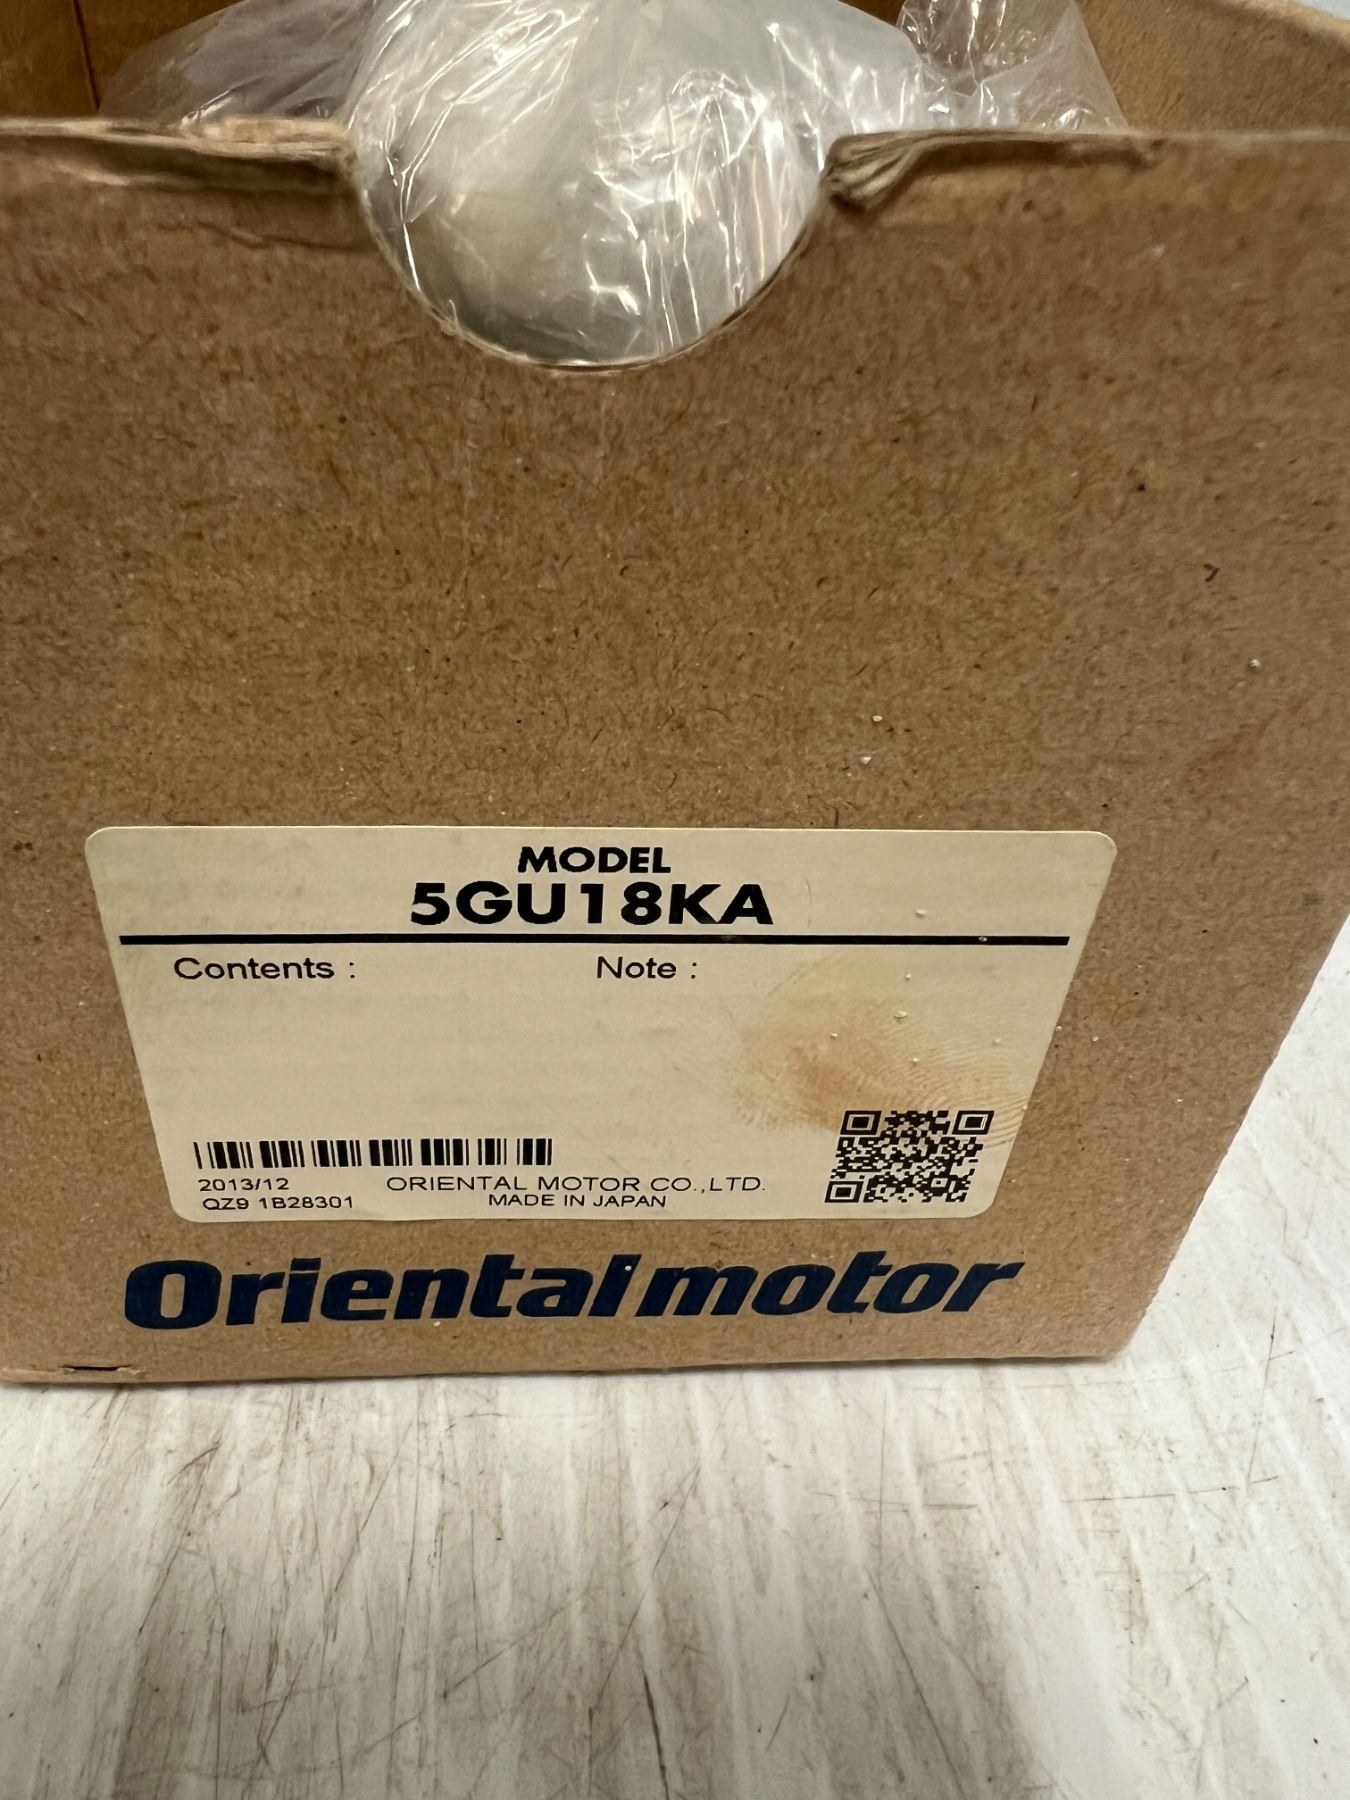 MODEL
5GU18KA
Contents : Note :
2013/12 ORIENTAL MOTOR CO.,LTD.
QZ9 1B28301 MADE IN JAPAN
Orientalmotor